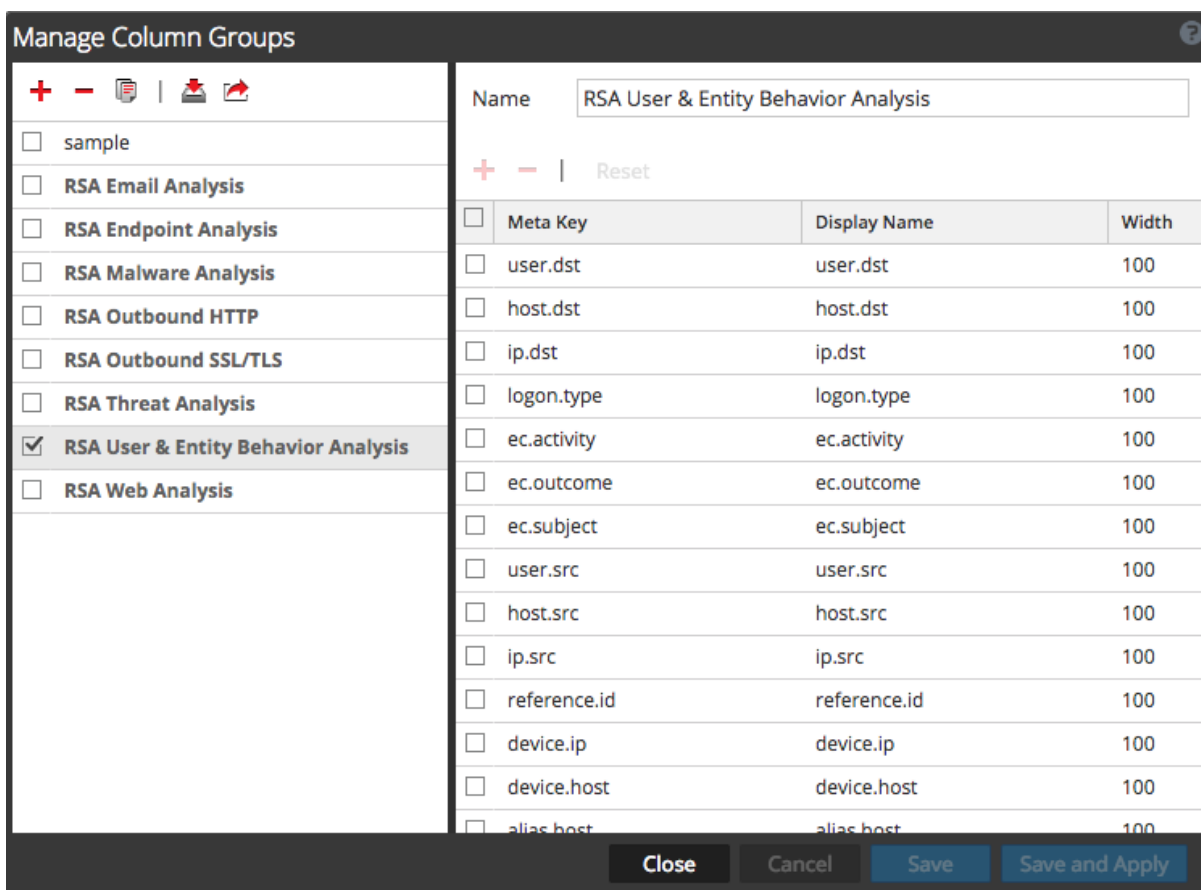 Manage Column Groups
?
sample
RSA Email Analysis
RSA Endpoint Analysis
RSA Malware Analysis
RSA Outbound HTTP
RSA Outbound SSL/TLS
RSA Threat Analysis
RSA User & Entity Behavior Analysis
RSA Web Analysis
Name RSA User & Entity Behavior Analysis
Reset
Meta Key Display Name Width
user.dst user.dst 100
host.dst host.dst 100
ip.dst ip.dst 100
logon.type logon.type 100
ec.activity ec.activity 100
ec.outcome ec.outcome 100
ec.subject ec.subject 100
user.src user.src 100
host.src host.src 100
ip.src ip.src 100
reference.id reference.id 100
device.ip device.ip 100
device.host device.host 100
alias.host alias.host 100
Close Cancel Save Save and Apply